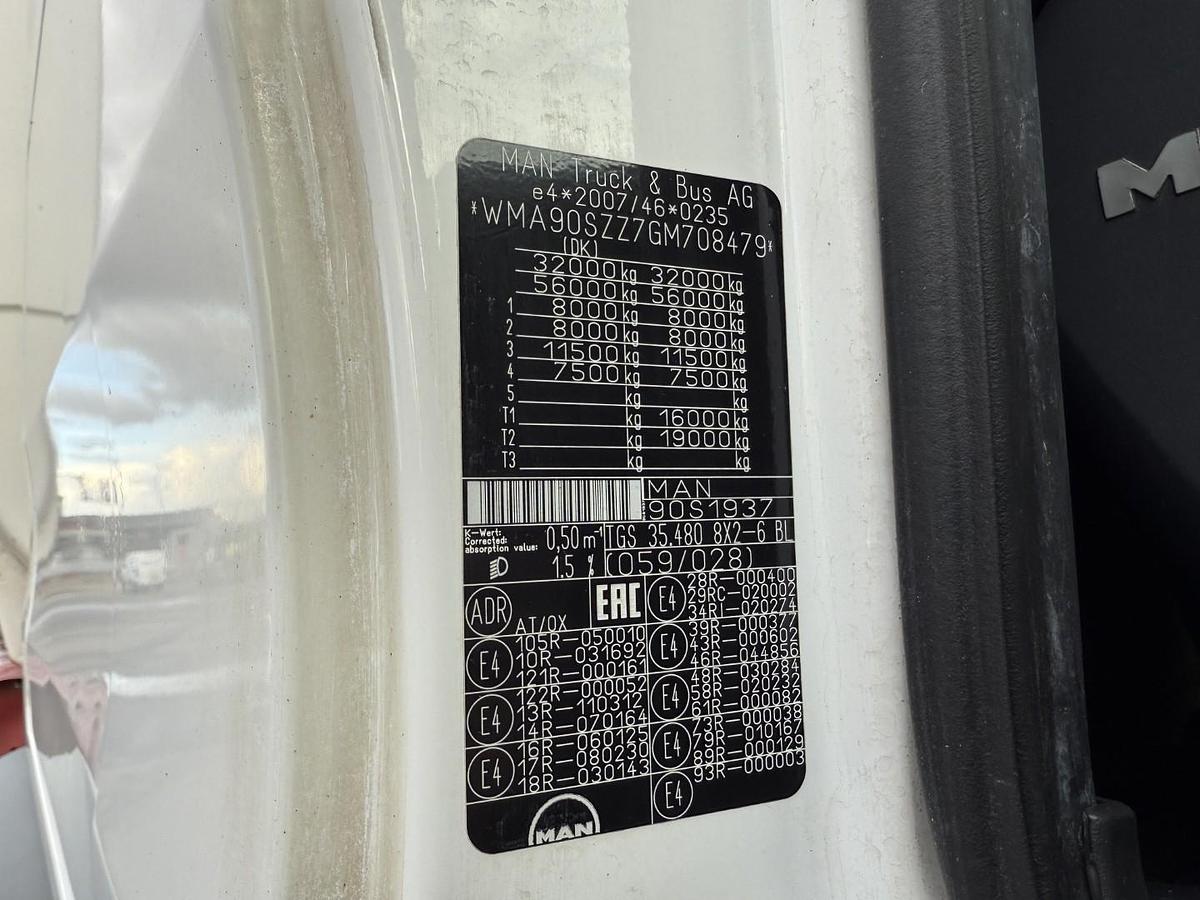 MAN Truck & Bus AG
e4*2007/46*0235
*WMA90SZZ7GM708479*
(DK)
32000 kg 32000 kg
56000 kg 56000 kg
1 8000 kg 8000 kg
2 8000 kg 8000 kg
3 11500 kg 11500 kg
4 7500 kg 7500 kg
5 kg kg
T1 kg 16000 kg
T2 kg 19000 kg
T3 kg kg
MAN
90S1937
K-Wert:
Corrected:
absorption value:
0,50 m⁻¹
TGS 35.480 8X2-6 BL
1.5 %
(059/028)
ADR
AT/OX
EAC
E4
28R-000400
29RC-020002
34RI-020274
E4
105R-050010
10R-031692
121R-000161
E4
39R-000377
43R-000602
46R-044856
E4
122R-000052
13R-110312
14R-070164
E4
48R-030284
58R-020232
61R-000082
E4
16R-060125
17R-080230
18R-030143
E4
73R-000038
79R-010167
89R-000129
E4
93R-000003
MAN
M